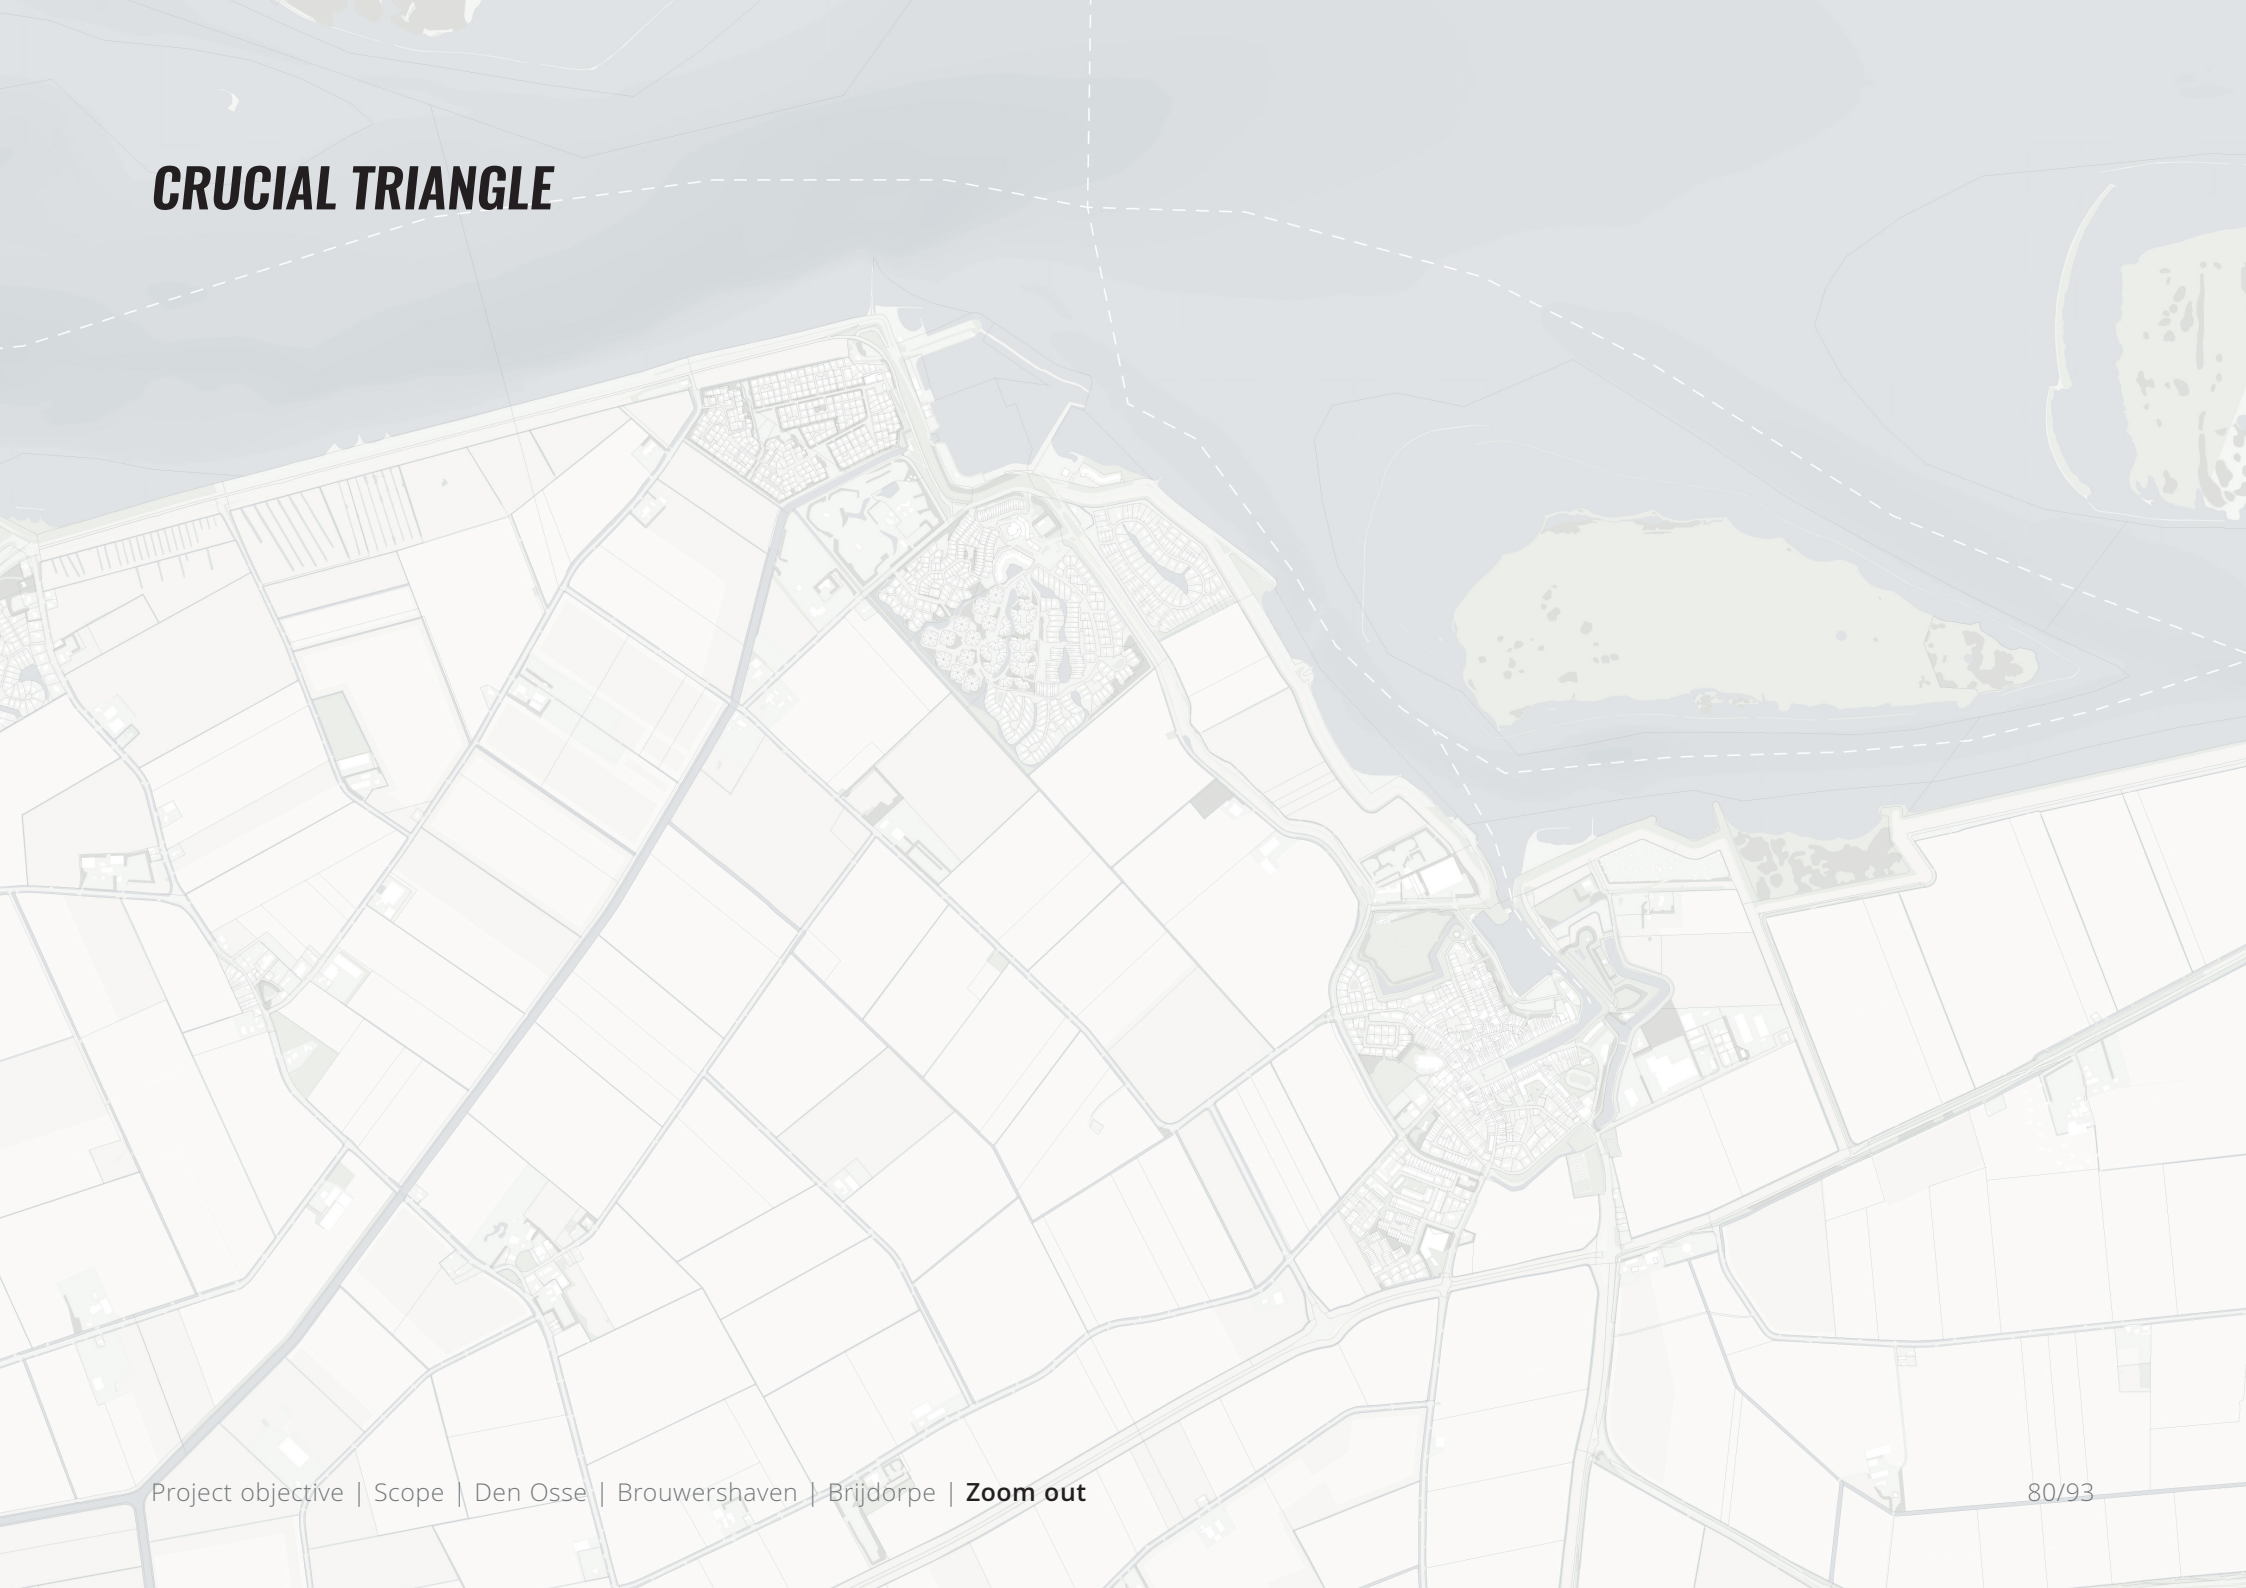 CRUCIAL TRIANGLE
Project objective | Scope | Den Osse | Brouwershaven | Brijdorpe | Zoom out
80/93